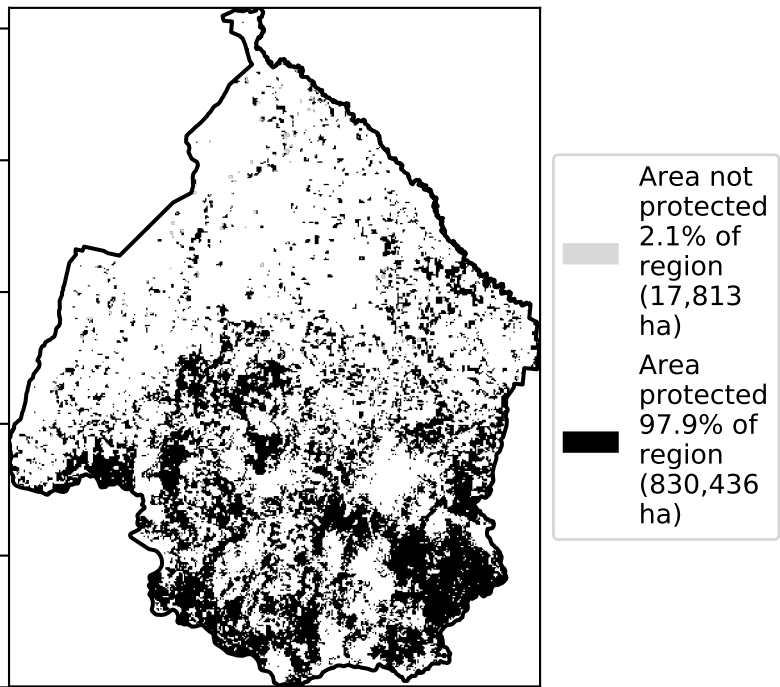 Area not
protected
2.1% of
region
(17,813
ha)
Area
protected
97.9% of
region
(830,436
ha)